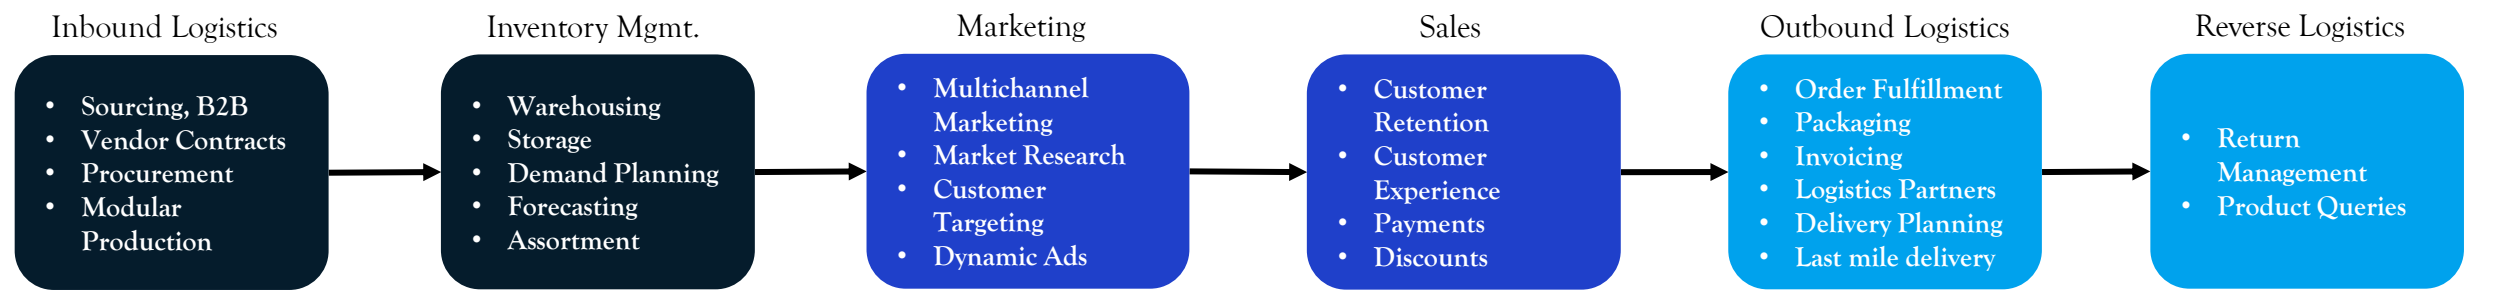 Inbound Logistics
• Sourcing, B2B
• Vendor Contracts
• Procurement
• Modular
Production
Inventory Mgmt.
• Warehousing
• Storage
• Demand Planning
• Forecasting
• Assortment
Marketing
• Multichannel
Marketing
• Market Research
• Customer
Targeting
• Dynamic Ads
Sales
• Customer
Retention
• Customer
Experience
• Payments
• Discounts
Outbound Logistics
• Order Fulfillment
• Packaging
• Invoicing
• Logistics Partners
• Delivery Planning
• Last mile delivery
Reverse Logistics
• Return
Management
• Product Queries